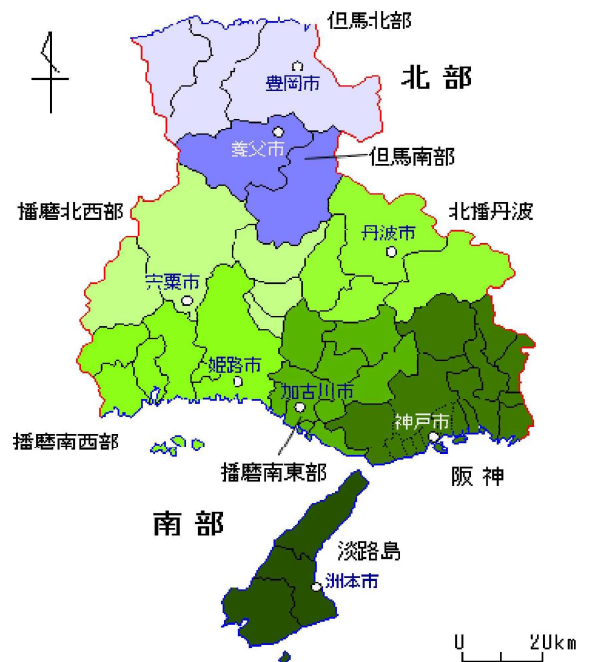 但馬北部
北部
豊岡市
養父市
但馬南部
播磨北西部
北播丹波
丹波市
宍粟市
姫路市
加古川市
神戸市
播磨南西部
播磨南東部
阪神
南部
淡路島
洲本市
0 20km